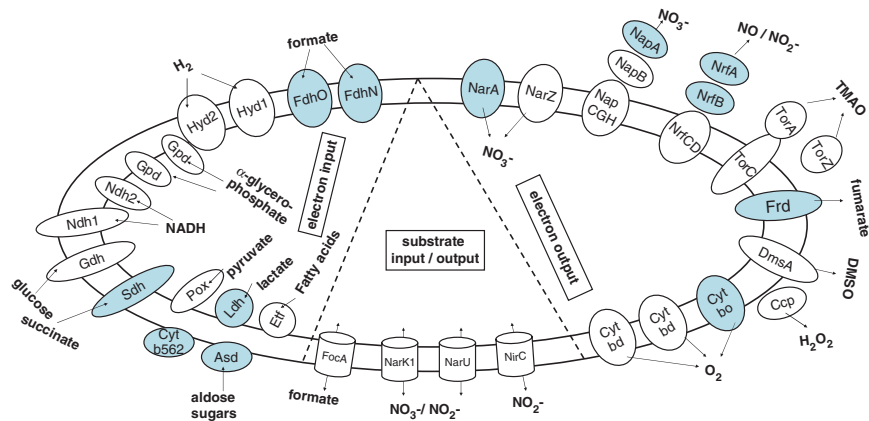 H₂
formate
Hyd2
Hyd1
FdhO
FdhN
NarA
NarZ
NO₃⁻
NO₃⁻
NapA
NapB
Nap
CGH
NO / NO₂⁻
NrfA
NrfB
NrfCD
TMAO
TorA
TorC
TorZ
Frd
fumarate
DmsA
DMSO
Ccp
H₂O₂
Cyt
bo
Cyt
bd
Cyt
bd
O₂
electron input
substrate
input / output
electron output
Gpd
Gpd
α-glycero-
phosphate
Ndh2
Ndh1
NADH
Gdh
glucose
Sdh
succinate
Pox
pyruvate
Ldh
lactate
Etf
Fatty acids
Cyt
b562
Asd
aldose
sugars
FocA
formate
NarK1
NarU
NO₃⁻/ NO₂⁻
NirC
NO₂⁻